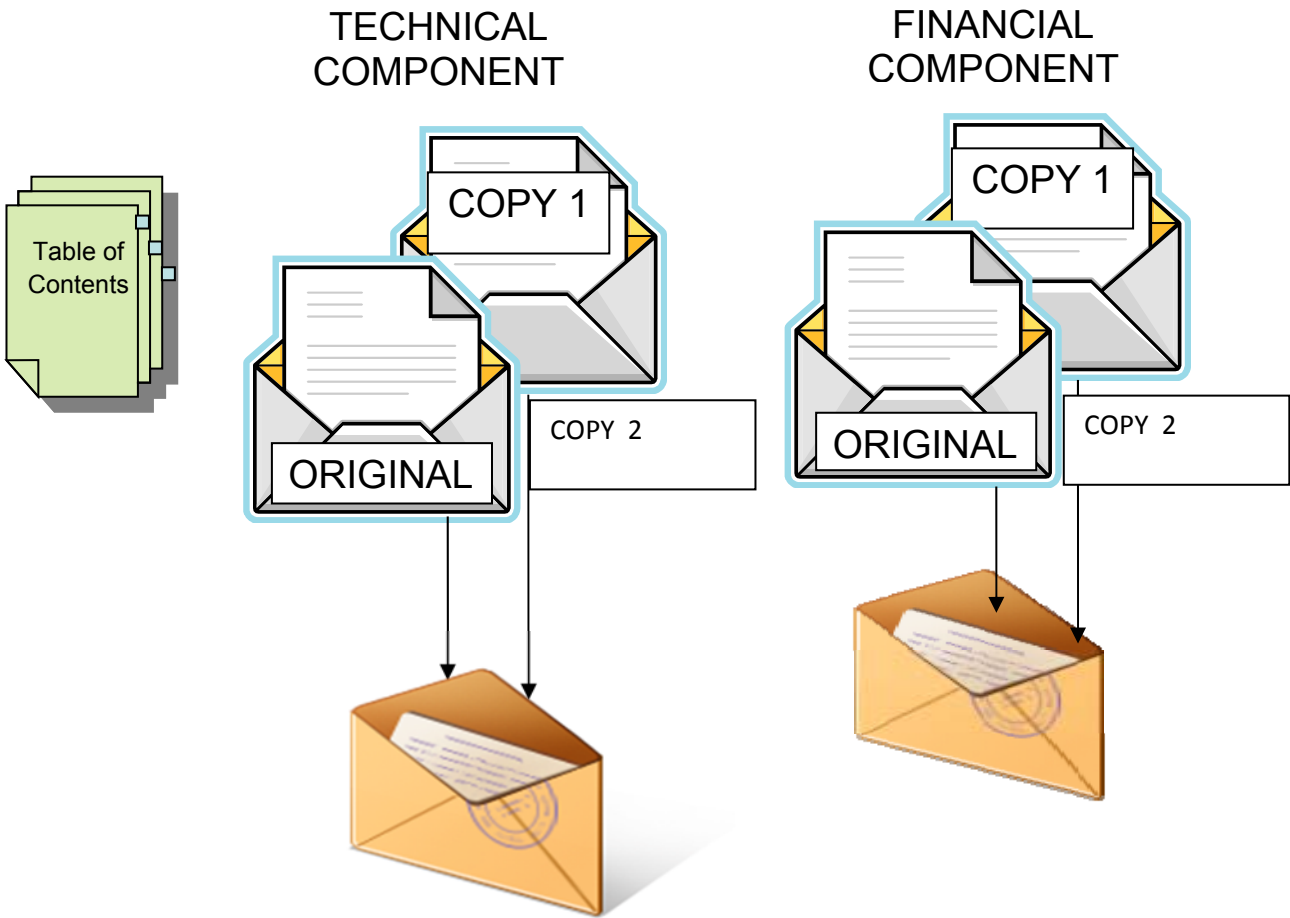 TECHNICAL
COMPONENT
FINANCIAL
COMPONENT
Table of
Contents
COPY 1
ORIGINAL
COPY 2
COPY 1
ORIGINAL
COPY 2